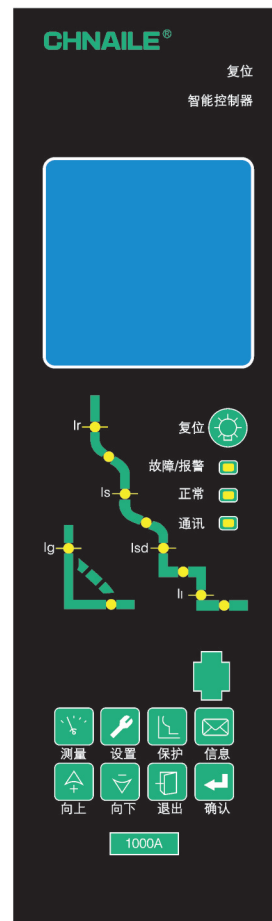 CHNAILE®
复位
智能控制器
Ir
复位
故障/报警
Is
正常
通讯
Ig
Isd
Iı
测量 设置 保护 信息
向上 向下 退出 确认
1000A